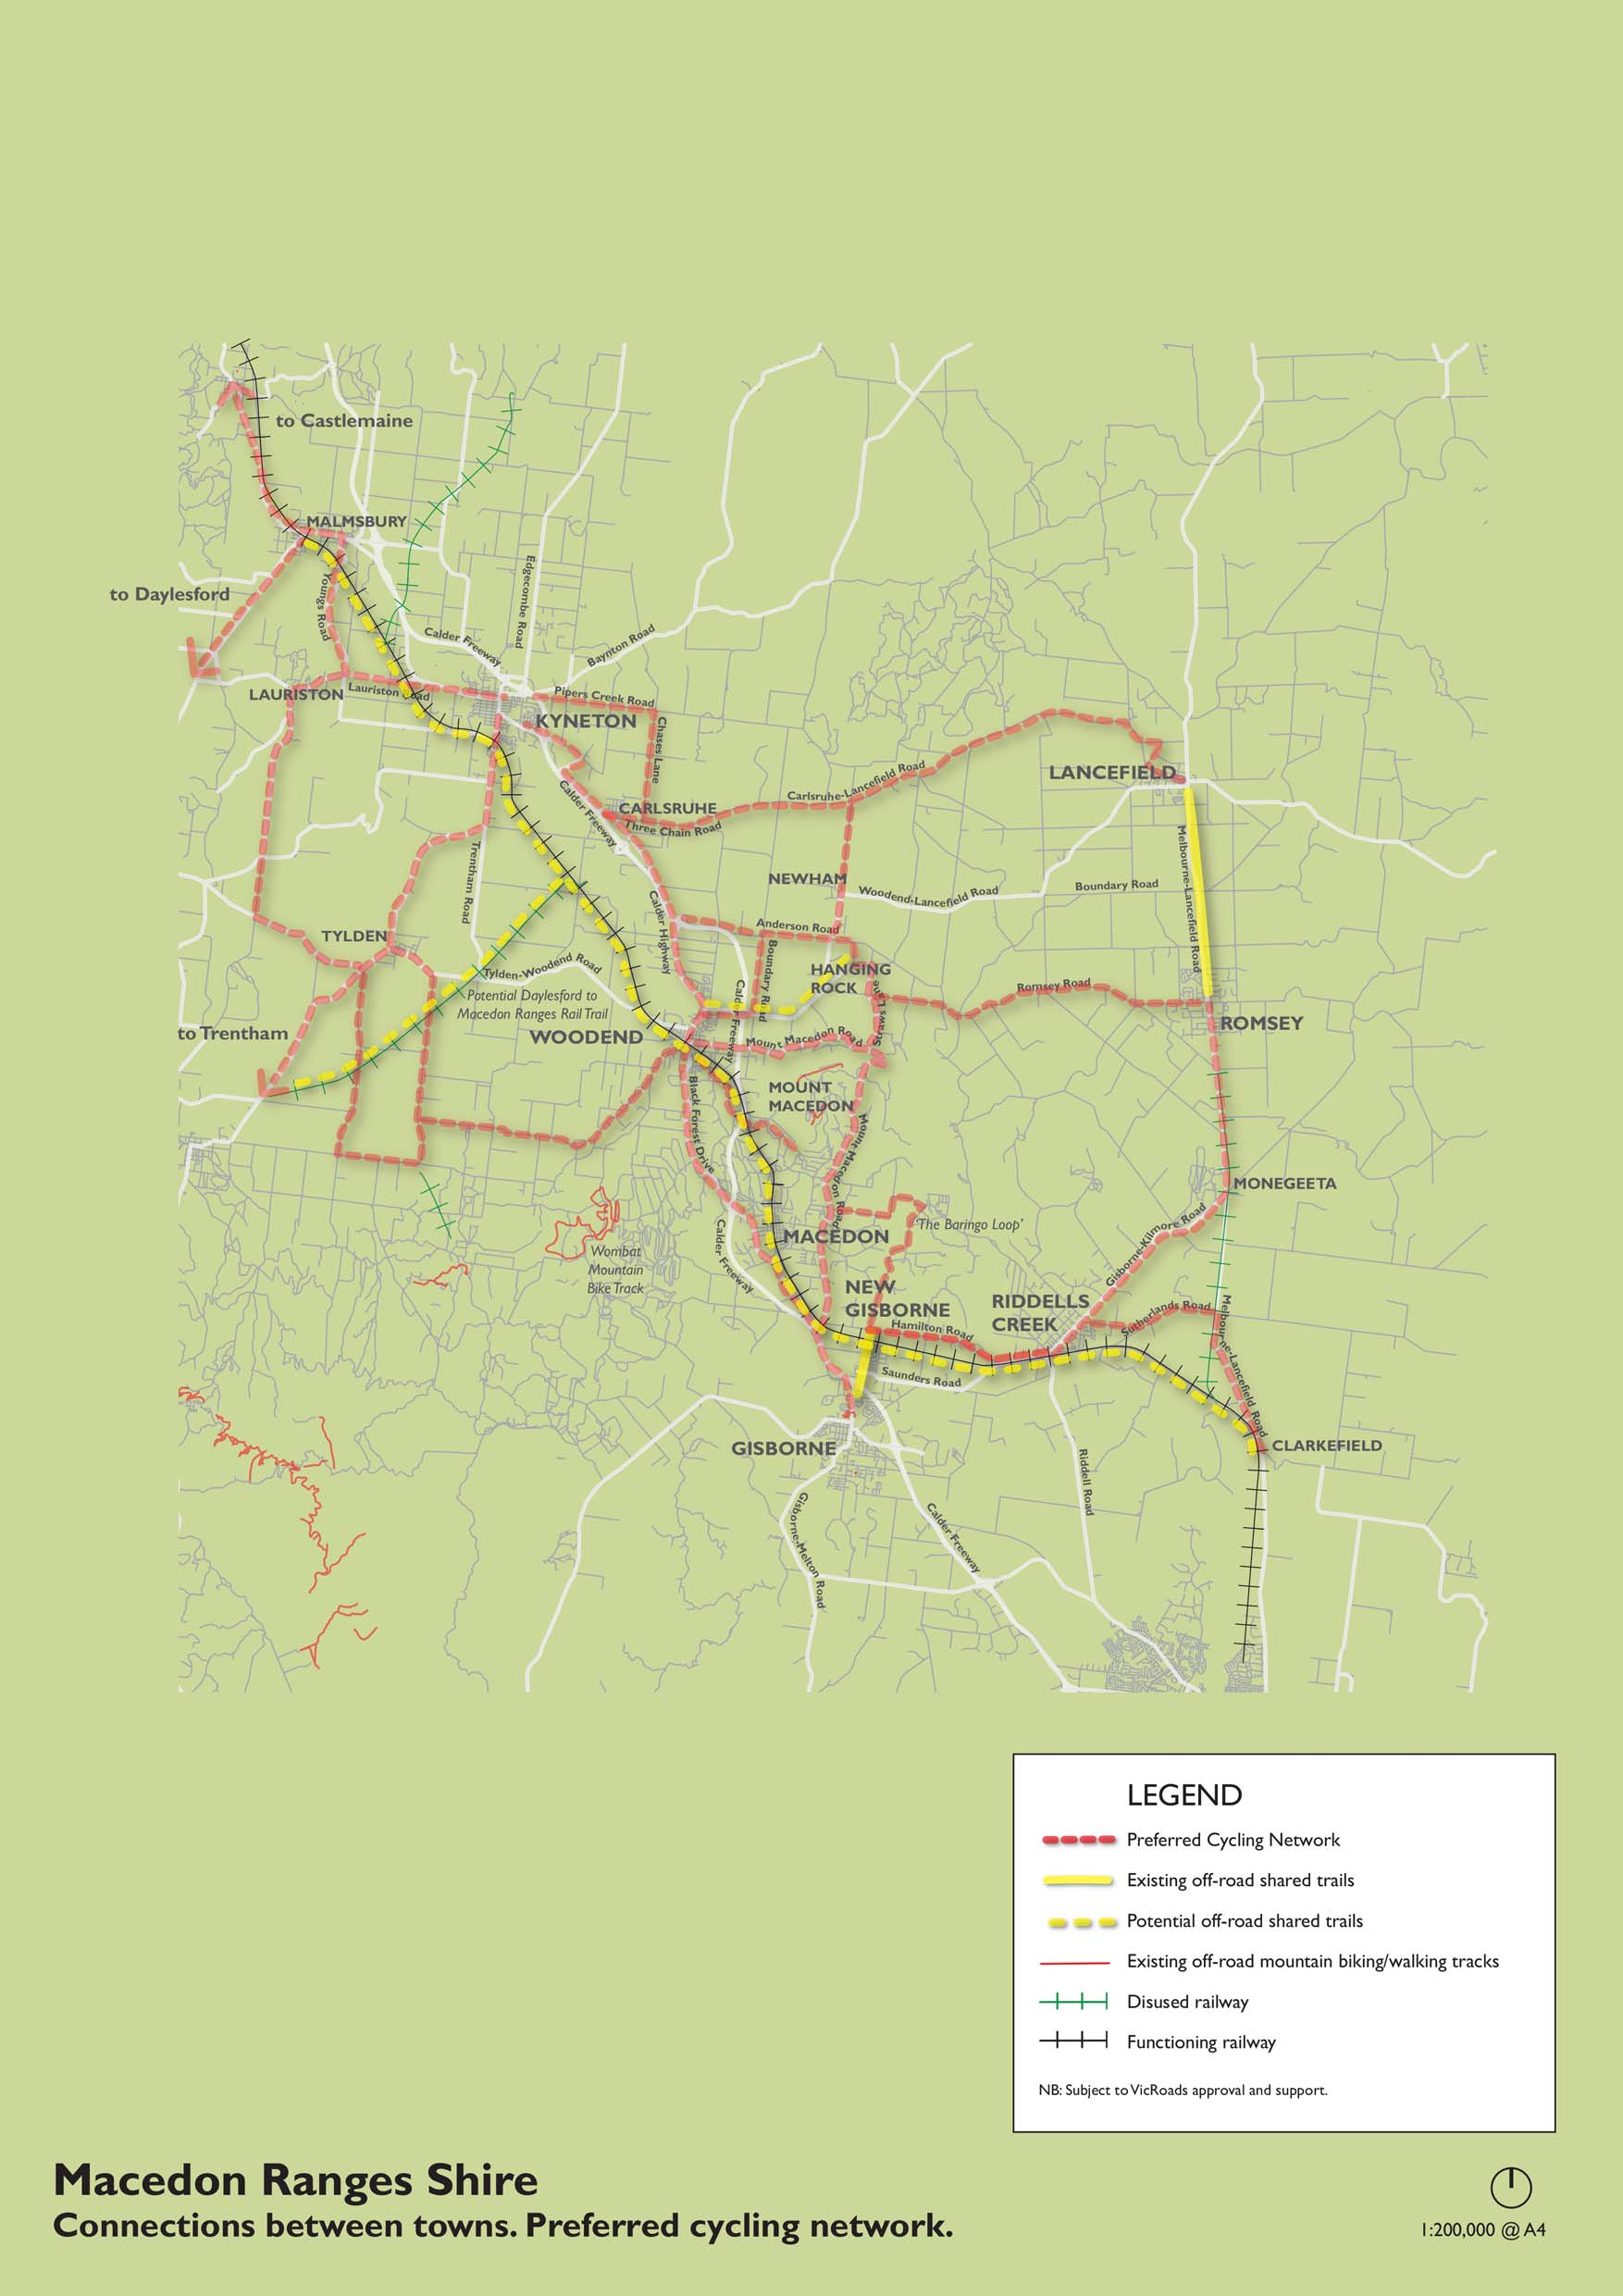 to Castlemaine
MALMSBURY
to Daylesford
Youngs Road
Edgecombe Road
Calder Freeway
Baynton Road
LAURISTON
Lauriston Road
Pipers Creek Road
KYNETON
Chases Lane
LANCEFIELD
Carlsruhe-Lancefield Road
Calder Freeway
CARLSRUHE
Three Chain Road
Melbourne-Lancefield Road
Trentham Road
NEWHAM
Woodend-Lancefield Road
Boundary Road
Calder Highway
Anderson Road
TYLDEN
Boundary Road
Tylden-Woodend Road
HANGING
ROCK
Straws Lane
Romsey Road
Potential Daylesford to
Macedon Ranges Rail Trail
Calder Freeway
to Trentham
WOODEND
ROMSEY
Mount Macedon Road
Black Forest Drive
MOUNT
MACEDON
Mount Macedon Road
MONEGEETA
'The Baringo Loop'
Gisborne-Kilmore Road
Calder Freeway
MACEDON
Wombat
Mountain
Bike Track
NEW
GISBORNE
RIDDELLS
CREEK
Hamilton Road
Sutherlands Road
Melbourne-Lancefield Road
Saunders Road
GISBORNE
CLARKEFIELD
Riddell Road
Gisborne-Melton Road
Calder Freeway
LEGEND
Preferred Cycling Network
Existing off-road shared trails
Potential off-road shared trails
Existing off-road mountain biking/walking tracks
Disused railway
Functioning railway
NB: Subject to VicRoads approval and support.
Macedon Ranges Shire
Connections between towns. Preferred cycling network.
1:200,000 @ A4